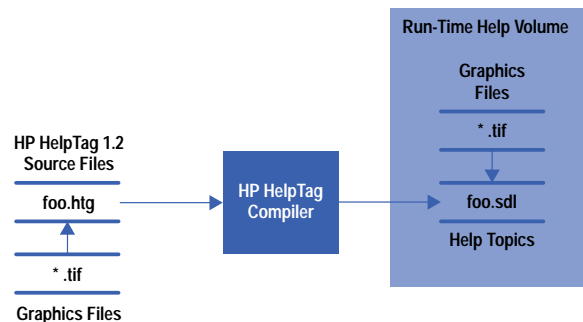 HP HelpTag 1.2
Source Files
foo.htg
* .tif
Graphics Files
HP HelpTag
Compiler
Run-Time Help Volume
Graphics
Files
* .tif
foo.sdl
Help Topics